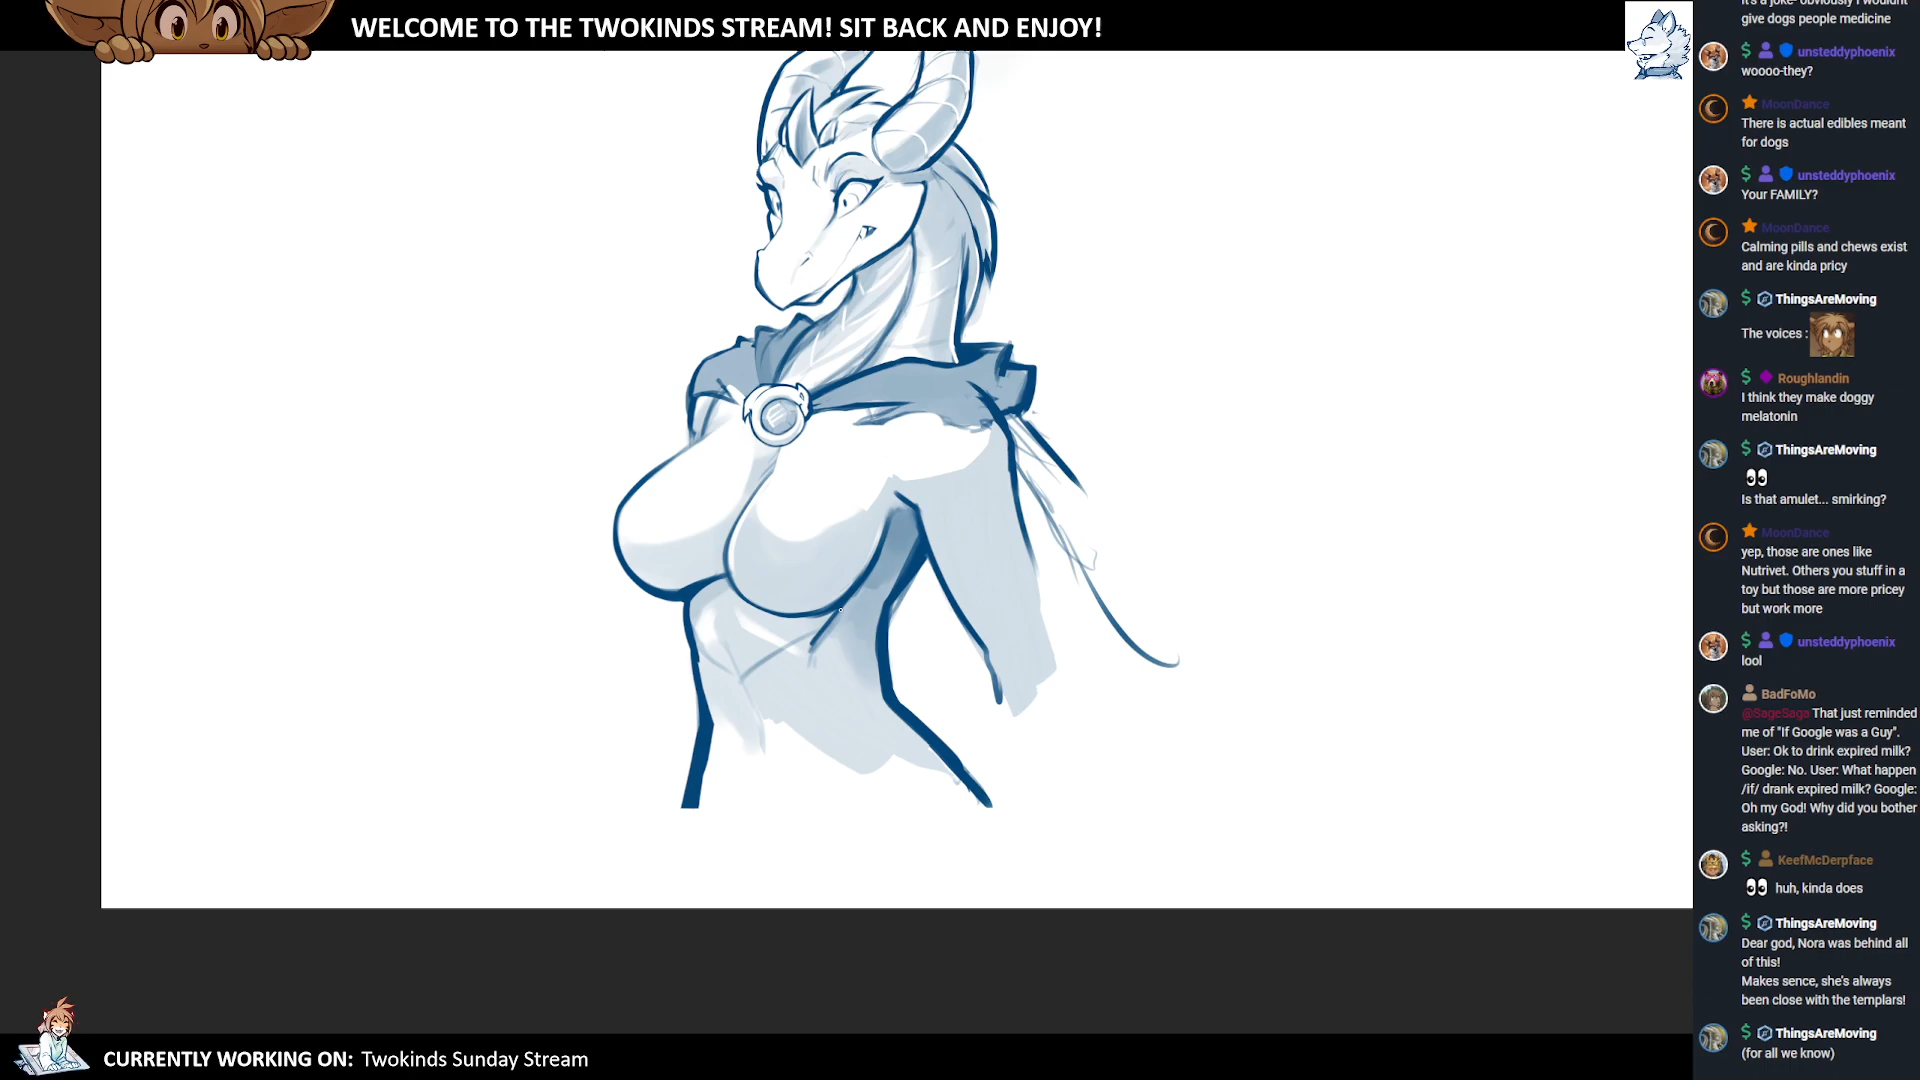 WELCOME TO THE TWOKINDS STREAM! SIT BACK AND ENJOY!
it's a joke- obviously I wouldn't
give dogs people medicine
unsteddyphoenix
woooo-they?
MoonDance
There is actual edibles meant
for dogs
unsteddyphoenix
Your FAMILY?
MoonDance
Calming pills and chews exist
and are kinda pricy
ThingsAreMoving
The voices :
Roughlandin
I think they make doggy
melatonin
ThingsAreMoving
Is that amulet... smirking?
MoonDance
yep, those are ones like
Nutrivet. Others you stuff in a
toy but those are more pricey
but work more
unsteddyphoenix
lool
BadFoMo
@SageSaga That just reminded
me of "If Google was a Guy".
User: Ok to drink expired milk?
Google: No. User: What happen
/if/ drank expired milk? Google:
Oh my God! Why did you bother
asking?!
KeefMcDerpface
huh, kinda does
ThingsAreMoving
Dear god, Nora was behind all
of this!
Makes sence, she's always
been close with the templars!
ThingsAreMoving
(for all we know)
CURRENTLY WORKING ON: Twokinds Sunday Stream